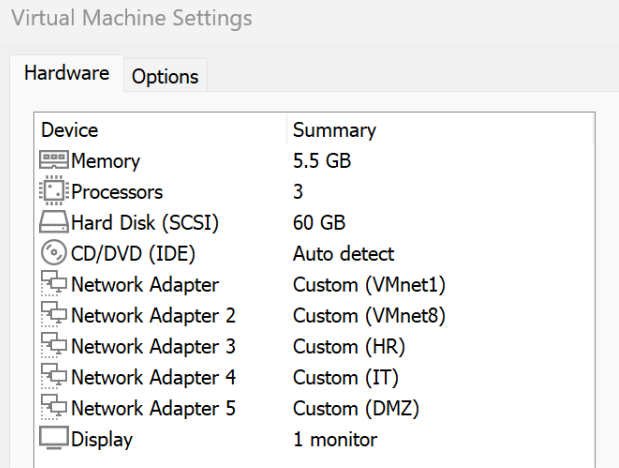 Virtual Machine Settings
Hardware Options
Device Summary
Memory 5.5 GB
Processors 3
Hard Disk (SCSI) 60 GB
CD/DVD (IDE) Auto detect
Network Adapter Custom (VMnet1)
Network Adapter 2 Custom (VMnet8)
Network Adapter 3 Custom (HR)
Network Adapter 4 Custom (IT)
Network Adapter 5 Custom (DMZ)
Display 1 monitor